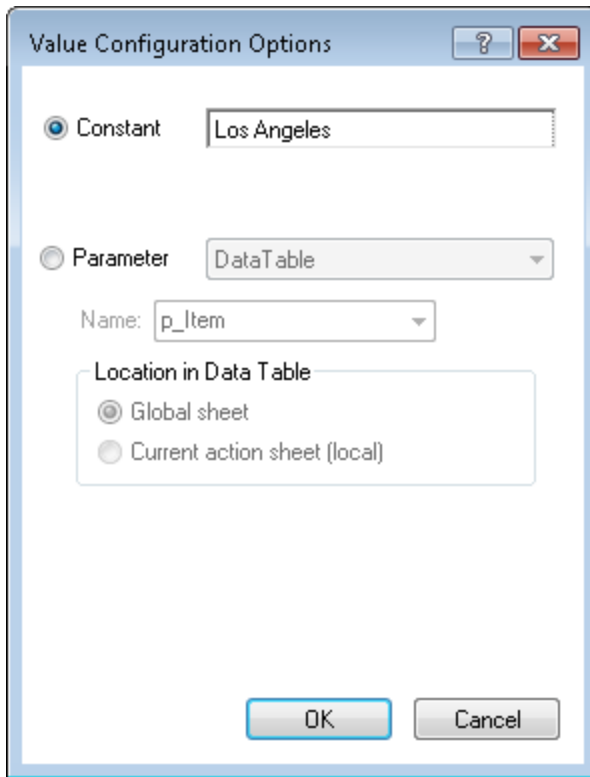 Value Configuration Options ?
Constant Los Angeles
Parameter DataTable
Name: p_Item
Location in Data Table
Global sheet
Current action sheet (local)
OK Cancel